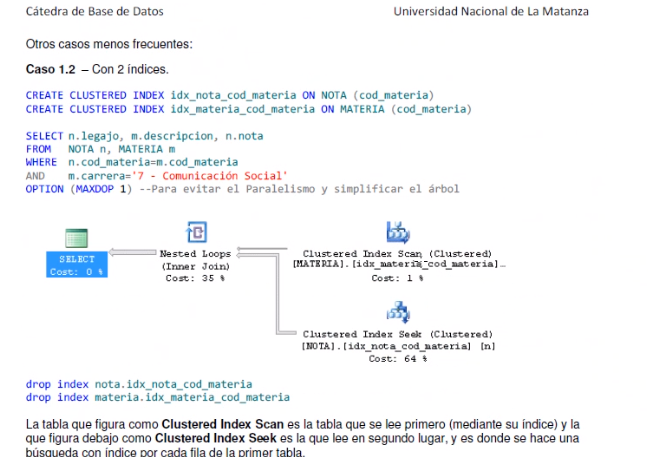 Cátedra de Base de Datos
Universidad Nacional de La Matanza
Otros casos menos frecuentes:
Caso 1.2 – Con 2 índices.
CREATE CLUSTERED INDEX idx_nota_cod_materia ON NOTA (cod_materia)
CREATE CLUSTERED INDEX idx_materia_cod_materia ON MATERIA (cod_materia)
SELECT n.legajo, m.descripcion, n.nota
FROM NOTA n, MATERIA m
WHERE n.cod_materia=m.cod_materia
AND m.carrera='7 - Comunicación Social'
OPTION (MAXDOP 1) --Para evitar el Paralelismo y simplificar el árbol
SELECT
Cost: 0 %
Nested Loops
(Inner Join)
Cost: 35 %
Clustered Index Scan (Clustered)
[MATERIA].[idx_materia_cod_materia]…
Cost: 1 %
Clustered Index Seek (Clustered)
[NOTA].[idx_nota_cod_materia] [n]
Cost: 64 %
drop index nota.idx_nota_cod_materia
drop index materia.idx_materia_cod_materia
La tabla que figura como Clustered Index Scan es la tabla que se lee primero (mediante su índice) y la
que figura debajo como Clustered Index Seek es la que lee en segundo lugar, y es donde se hace una
búsqueda con índice por cada fila de la primer tabla.